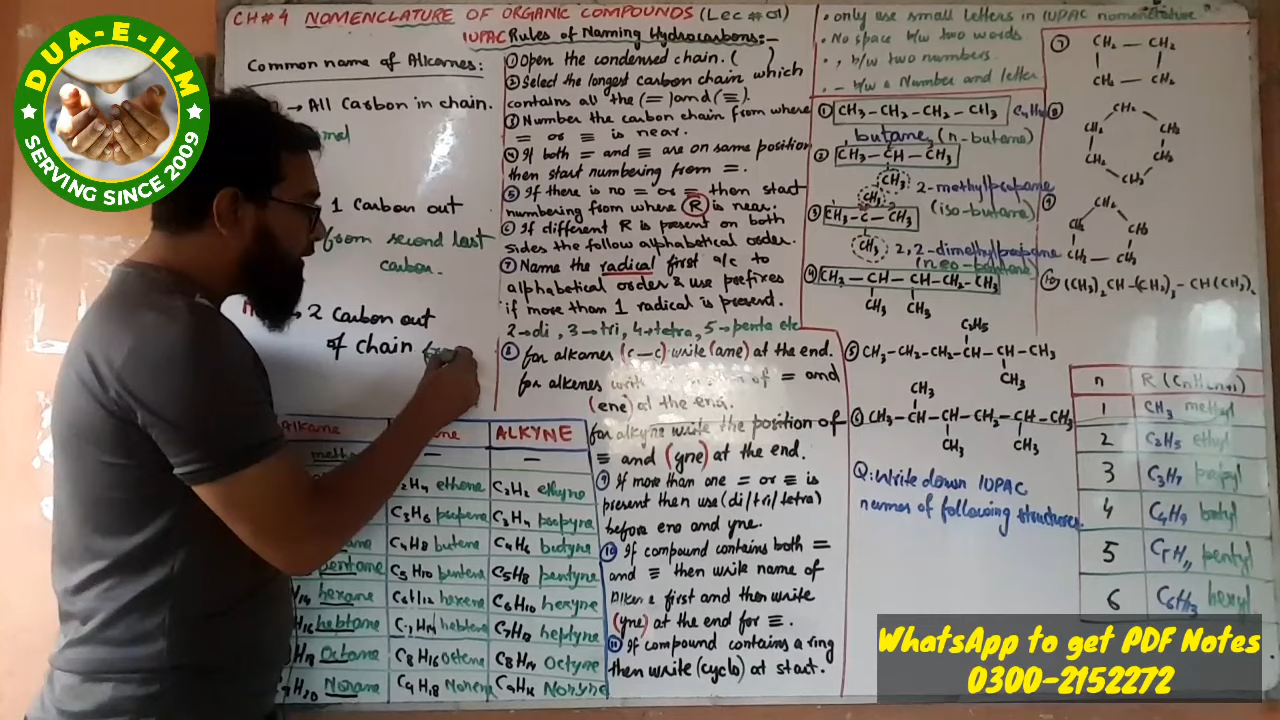 DUA-E-ILM
SERVING SINCE 2009
CH#4 NOMENCLATURE OF ORGANIC COMPOUNDS (Lec #01)
IUPAC Rules of Naming Hydrocarbons:-
Common name of Alkanes:
→ All Carbon in chain.
1 Carbon out
from second last
carbon.
→ 2 Carbon out
of chain
① Open the condensed chain. ( )
② Select the longest carbon chain which
contains all the (=) and (≡).
③ Number the carbon chain from where
= or ≡ is near.
④ If both = and ≡ are on same position
then start numbering from =.
⑤ If there is no = or ≡ then start
numbering from where R is near.
⑥ If different R is present on both
sides the follow alphabetical order.
⑦ Name the radical first a/c to
alphabetical order & use prefixes
if more than 1 radical is present.
2→di, 3→tri, 4→tetra, 5→penta etc
⑧ for alkanes (c-c) write (ane) at the end.
for alkenes write of = and
(ene) at the end.
for alkyne write the position of
≡ and (yne) at the end.
⑨ If more than one = or ≡ is
present then use (di/tri/tetra)
before ena and yne.
⑩ If compound contains both =
and ≡ then write name of
Alkene first and then write
(yne) at the end for ≡.
⑪ If compound contains a ring
then write (cyclo) at start.
Alkane ALKYNE
— —
C₂H₄ ethene C₂H₂ ethyne
C₃H₆ propene C₃H₄ propyne
C₄H₈ butene C₄H₆ butyne
pentane C₅H₁₀ pentene C₅H₈ pentyne
hexane C₆H₁₂ hexene C₆H₁₀ hexyne
heptane C₇H₁₄ heptene C₇H₁₂ heptyne
Octane C₈H₁₆ octene C₈H₁₄ Octyne
Nonane C₉H₁₈ Nonene C₉H₁₆ Nonyne
• only use small letters in IUPAC nomenclature
• No space b/w two words
• , b/w two numbers.
• - b/w a Number and letter
① CH₃-CH₂-CH₂-CH₃ C₄H₁₀
butane, (n-butane)
② CH₃-CH-CH₃
CH₃ 2-methylpropane
(iso-butane)
CH₃
③ CH₃-C-CH₃
CH₃ 2,2-dimethylpropane
④ CH₃-CH-CH-CH₂-CH₃
CH₃ CH₃
C₂H₅
⑤ CH₃-CH₂-CH₂-CH-CH-CH₃
CH₃
CH₃
⑥ CH₃-CH-CH-CH₂-CH-CH₃
CH₃ CH₃
Q: Write down IUPAC
names of following structures.
⑦ CH₂ — CH₂
CH₂ — CH₂
⑧ CH₂
CH₂ CH₂
CH₂ CH₂
CH₂
⑨ CH₂
CH₂ CH₂
CH₂ — CH₂
⑩ (CH₃)₂CH-(CH₂)₃-CH(CH₃)₂
n R (CnH2n+1)
1 CH₃ methyl
2 C₂H₅ ethyl
3 C₃H₇ propyl
4 C₄H₉ butyl
5 C₅H₁₁ pentyl
6 C₆H₁₃ hexyl
WhatsApp to get PDF Notes
0300-2152272